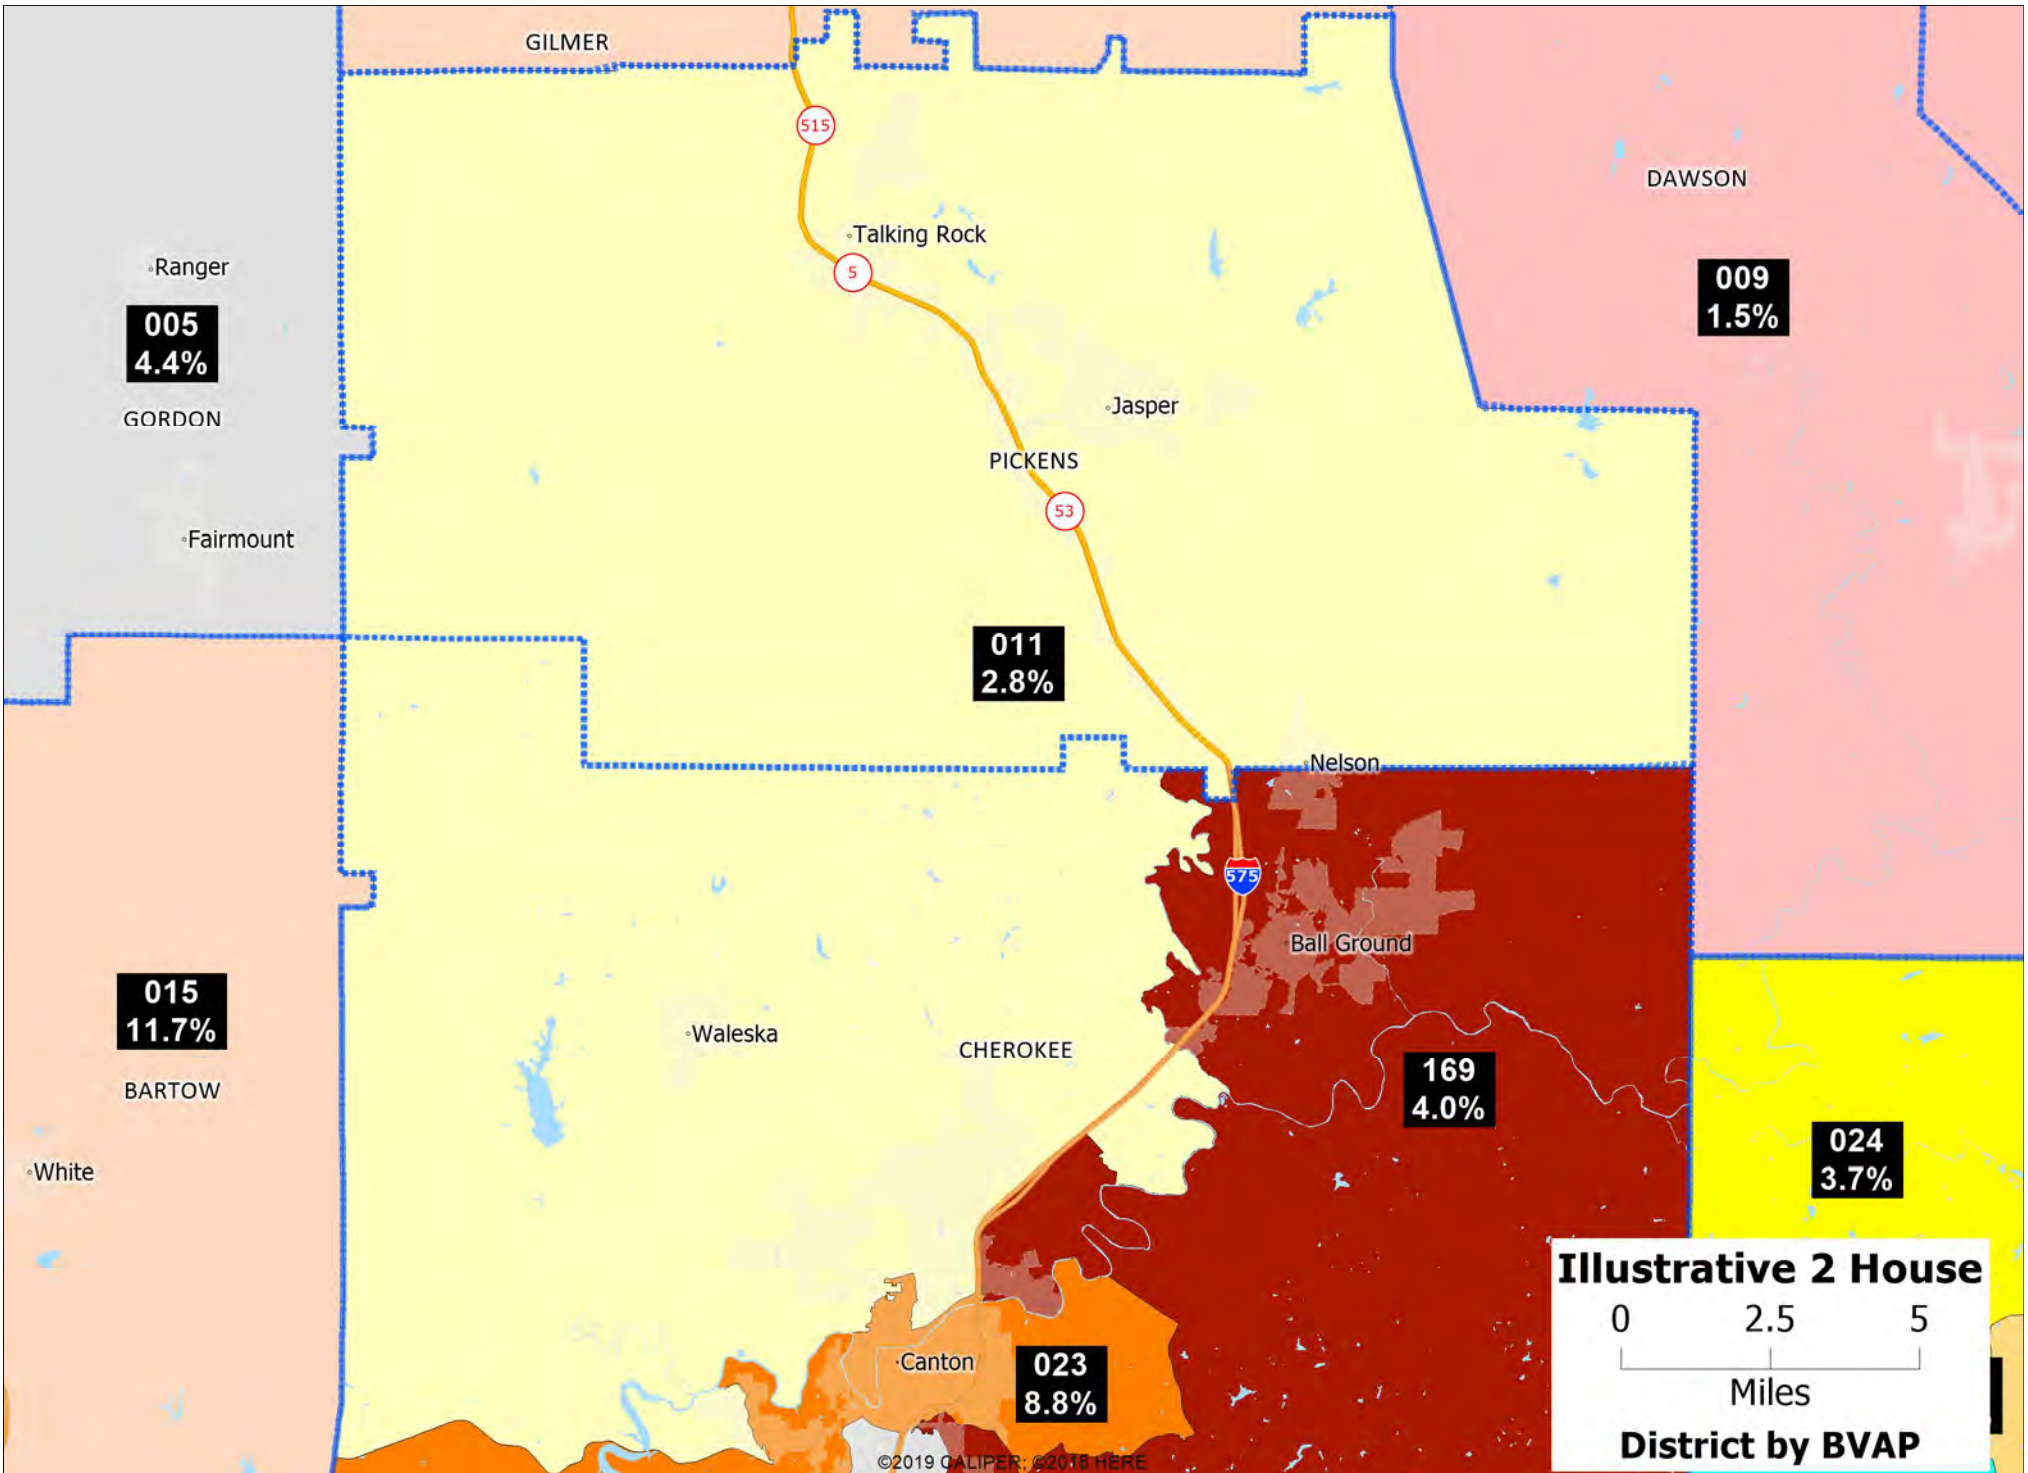 GILMER
515
DAWSON
Talking Rock
Ranger
5
009
1.5%
005
4.4%
Jasper
GORDON
PICKENS
53
Fairmount
011
2.8%
Nelson
575
Ball Ground
015
11.7%
Waleska
CHEROKEE
169
4.0%
BARTOW
024
3.7%
White
Illustrative 2 House
0 2.5 5
Miles
District by BVAP
Canton
023
8.8%
©2019 CALIPER; ©2018 HERE